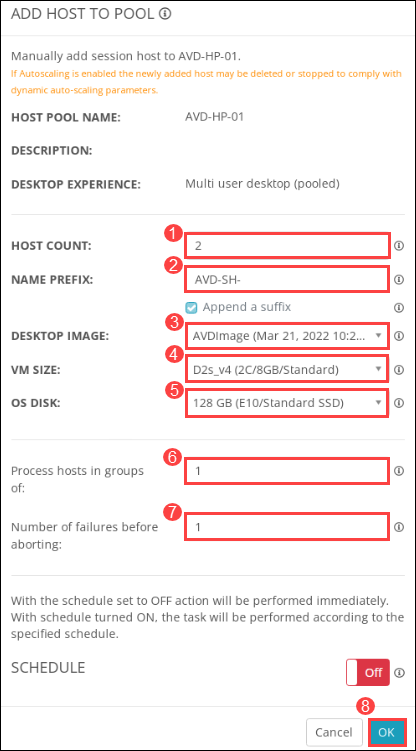 ADD HOST TO POOL
Manually add session host to AVD-HP-01.
If Autoscaling is enabled the newly added host may be deleted or stopped to comply with
dynamic auto-scaling parameters.
HOST POOL NAME: AVD-HP-01
DESCRIPTION:
DESKTOP EXPERIENCE: Multi user desktop (pooled)
1
HOST COUNT: 2
2
NAME PREFIX: AVD-SH-
Append a suffix
3
DESKTOP IMAGE: AVDImage (Mar 21, 2022 10:2...
4
VM SIZE: D2s_v4 (2C/8GB/Standard)
5
OS DISK: 128 GB (E10/Standard SSD)
6
Process hosts in groups 1
of:
7
Number of failures before 1
aborting:
With the schedule set to OFF action will be performed immediately.
With schedule turned ON, the task will be performed according to the
specified schedule.
SCHEDULE Off
8
Cancel OK